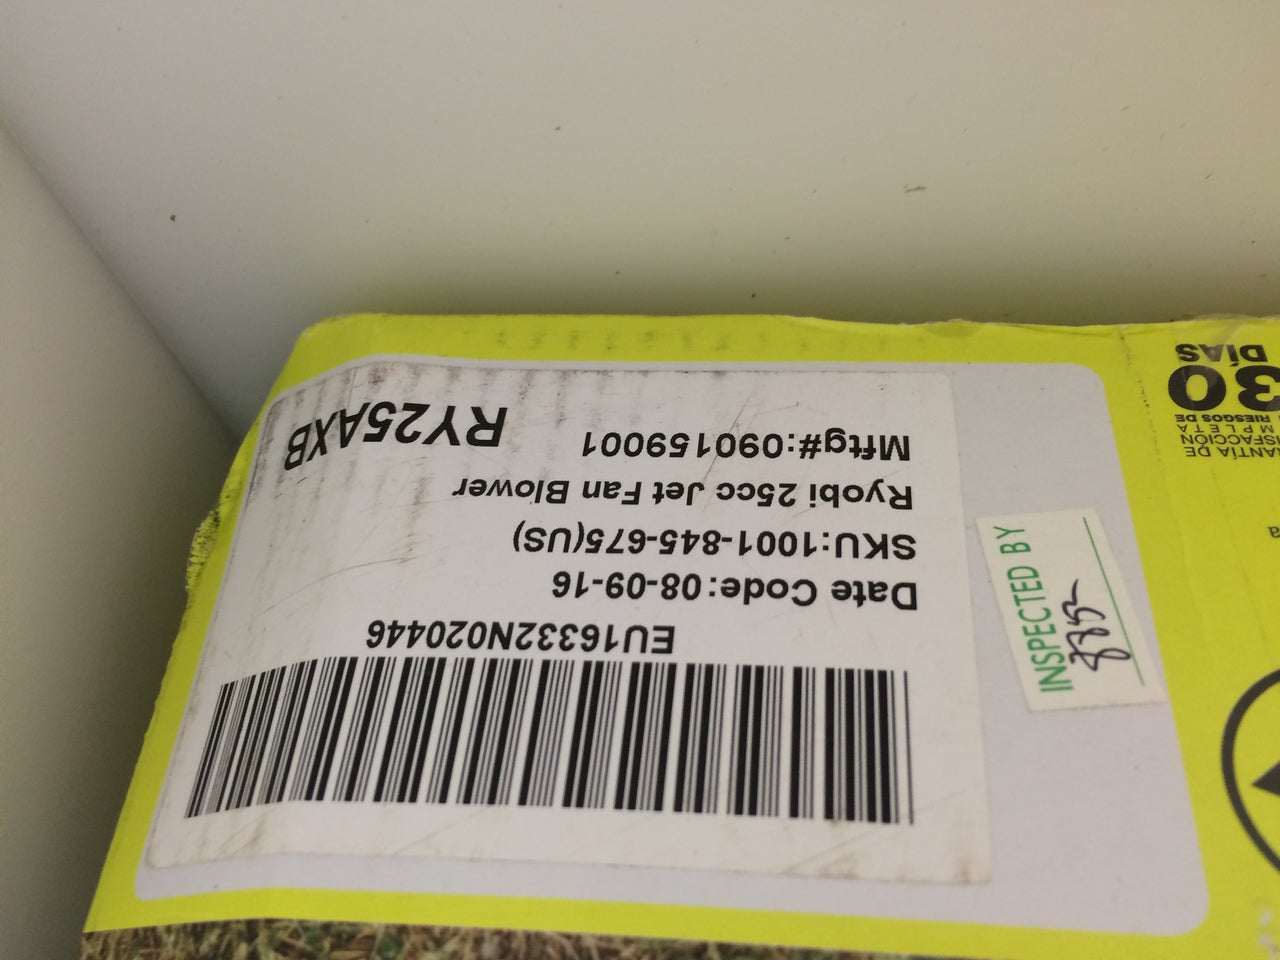 EU16332N020446
Date Code:08-09-16
SKU:1001-845-675(US)
Ryobi 25cc Jet Fan Blower
Mftg#:090159001
RY25AXB
INSPECTED BY
30
DÍAS